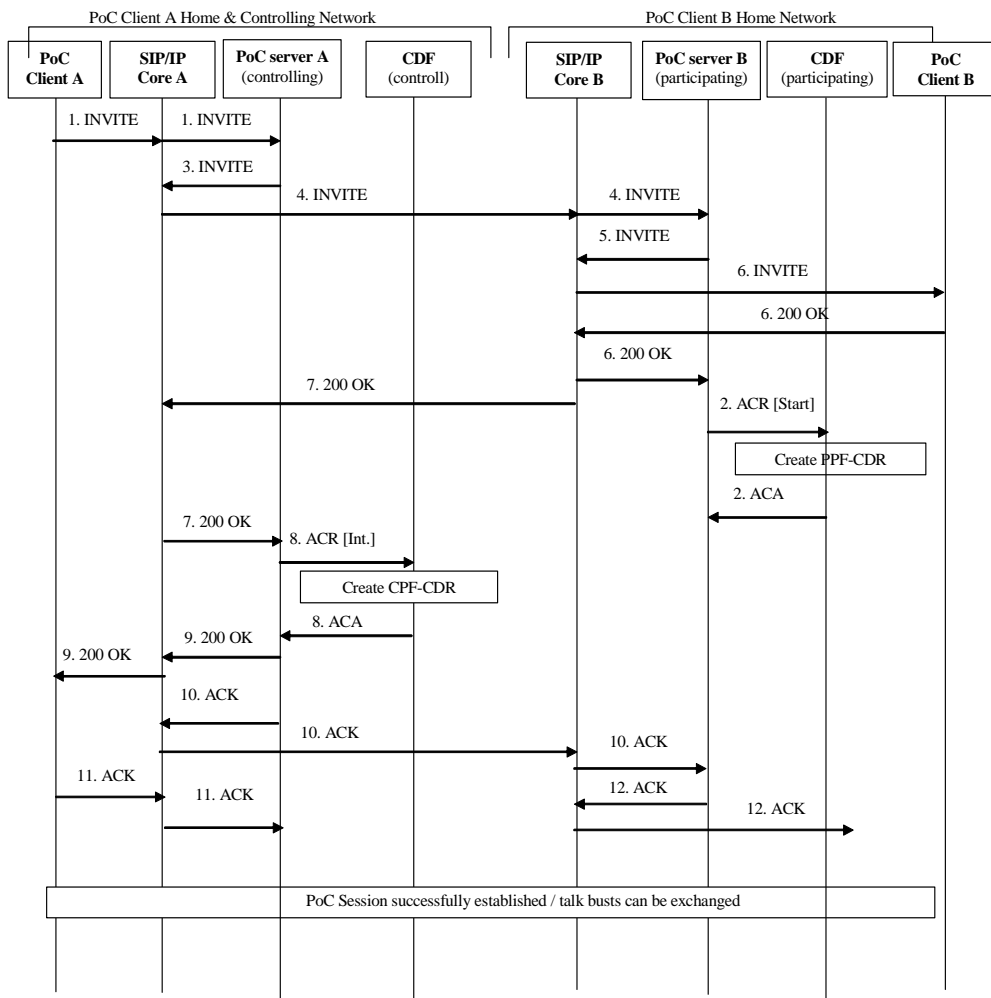 PoC Client A Home & Controlling Network
PoC Client B Home Network
PoC
Client A
SIP/IP
Core A
PoC server A
(controlling)
CDF
(controll)
SIP/IP
Core B
PoC server B
(participating)
CDF
(participating)
PoC
Client B
1. INVITE
1. INVITE
3. INVITE
4. INVITE
4. INVITE
5. INVITE
6. INVITE
6. 200 OK
6. 200 OK
7. 200 OK
2. ACR [Start]
Create PPF-CDR
2. ACA
7. 200 OK
8. ACR [Int.]
Create CPF-CDR
8. ACA
9. 200 OK
9. 200 OK
10. ACK
10. ACK
10. ACK
11. ACK
12. ACK
11. ACK
12. ACK
PoC Session successfully established / talk busts can be exchanged